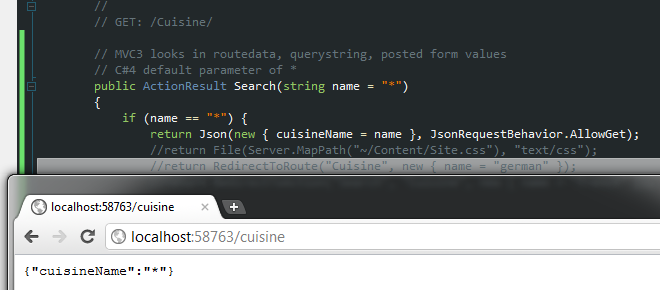 //
// GET: /Cuisine/
// MVC3 looks in routedata, querystring, posted form values
// C#4 default parameter of *
public ActionResult Search(string name = "*")
{
if (name == "*") {
return Json(new { cuisineName = name }, JsonRequestBehavior.AllowGet);
//return File(Server.MapPath("~/Content/Site.css"), "text/css");
//return RedirectToRoute("Cuisine", new { name = "german" });
localhost:58763/cuisine
localhost:58763/cuisine
{"cuisineName":"*"}